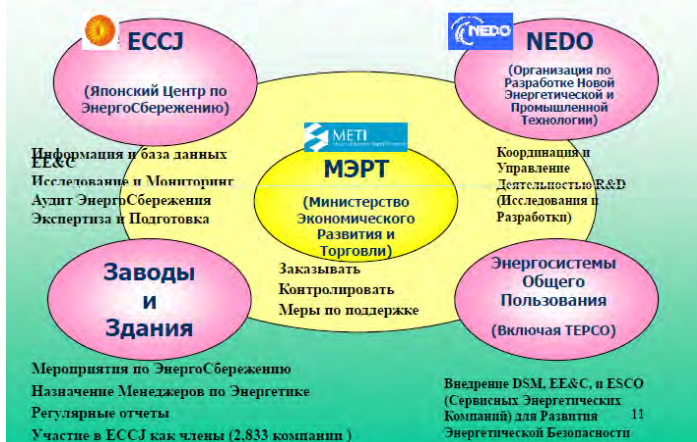 ECCJ
(Японский Центр по
ЭнергоСбережению)
NEDO
NEDO
(Организация по
Разработке Новой
Энергетической и
Промышленной
Технологии)
Информация и база данных
EE&C
Исследование и Мониторинг
Аудит ЭнергоСбережения
Экспертиза и Подготовка
METI
МЭРТ
(Министерство
Экономического
Развития и
Торговли)
Координация и
Управление
Деятельностью R&D
(Исследования и
Разработки)
Заказывать
Контролировать
Меры по поддержке
Заводы
и
Здания
Энергосистемы
Общего
Пользования
(Включая ТЕРСО)
Мероприятия по ЭнергоСбережению
Назначение Менеджеров по Энергетике
Регулярные отчеты
Участие в ECCJ как члены (2,833 компании )
Внедрение DSM, EE&C, и ESCO
(Сервисных Энергетических
Компаний) для Развития
Энергетической Безопасности
11